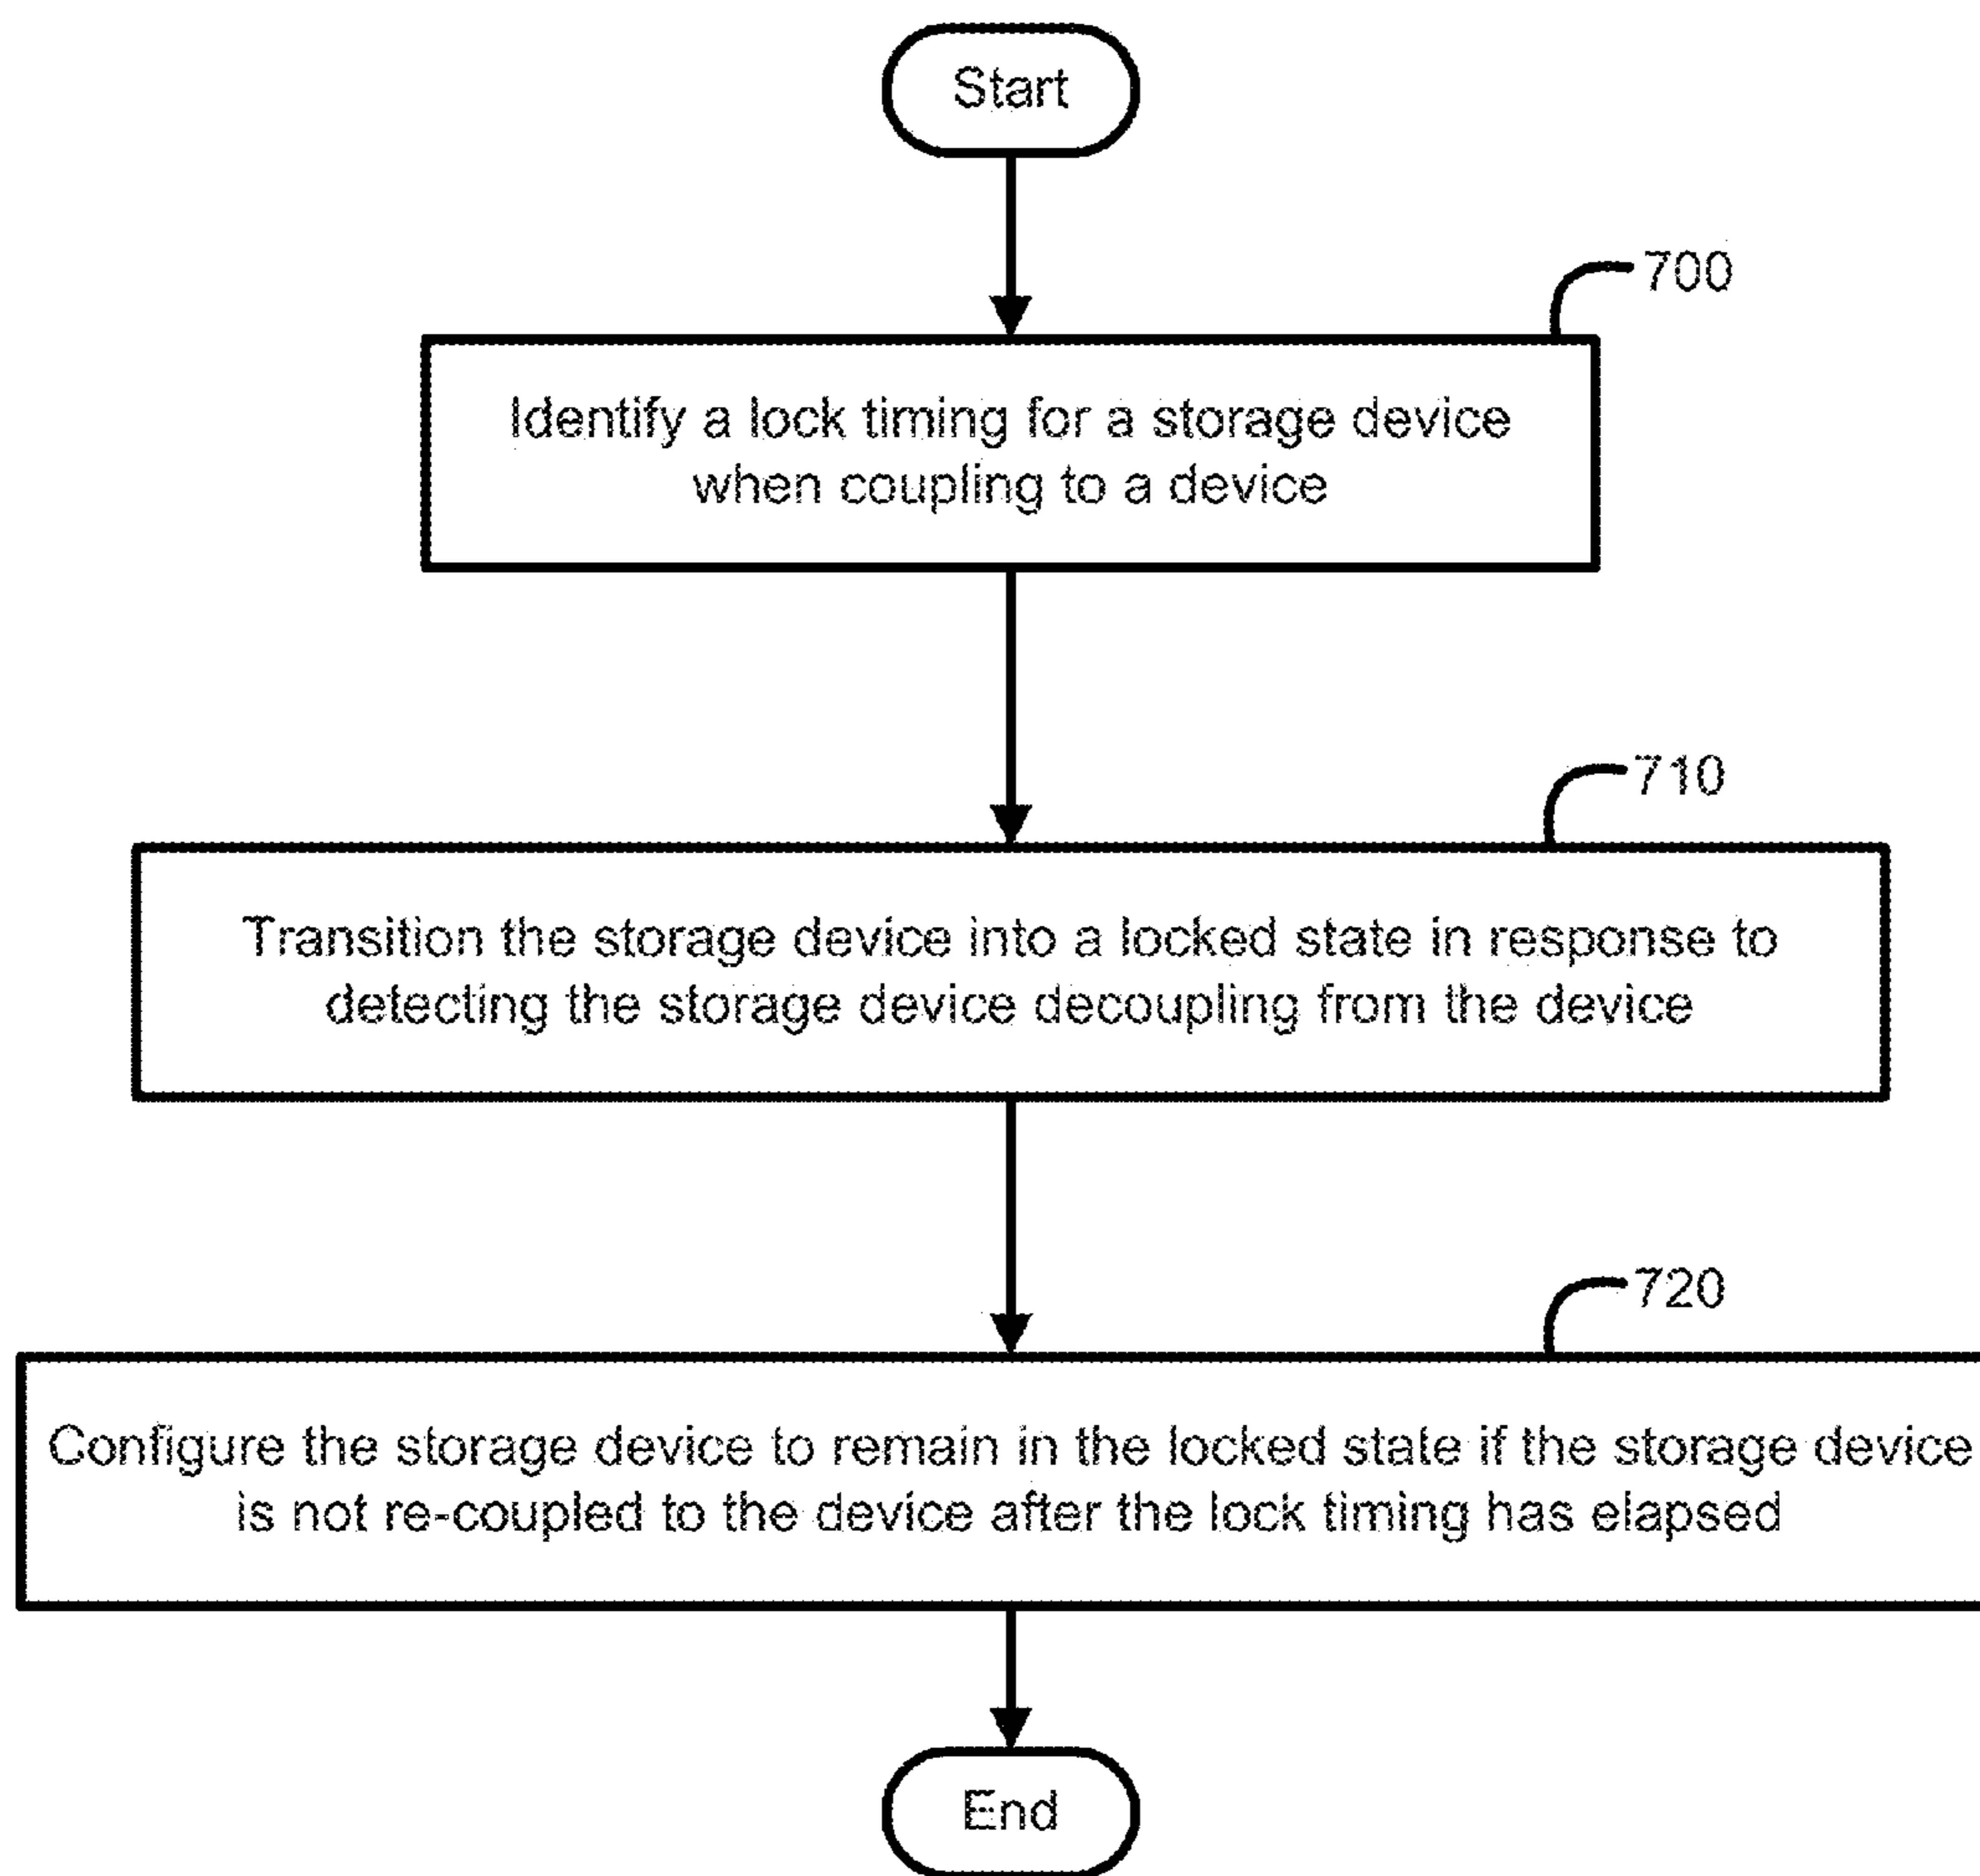 Start
700
Identify a lock timing for a storage device
when coupling to a device
710
Transition the storage device into a locked state in response to
detecting the storage device decoupling from the device
720
Configure the storage device to remain in the locked state if the storage device
is not re-coupled to the device after the lock timing has elapsed
End